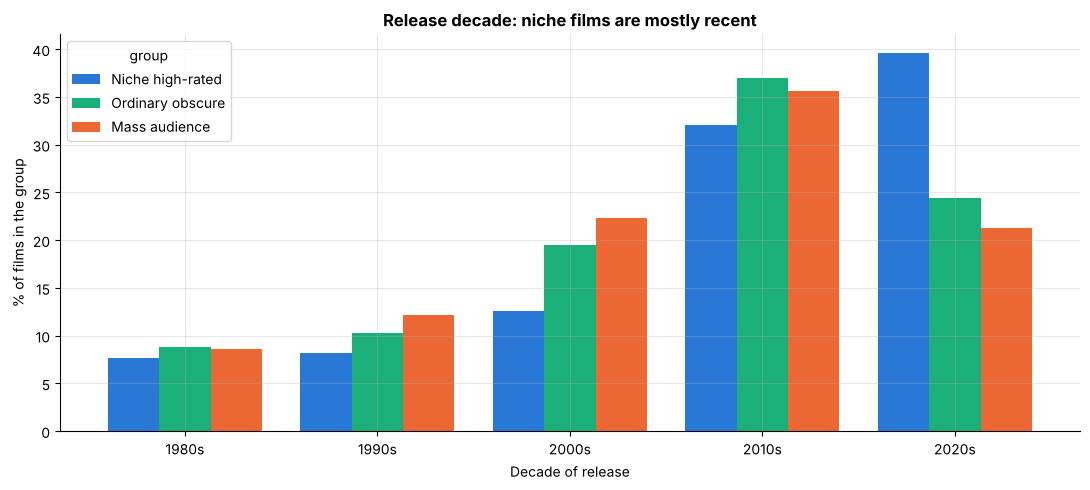 Release decade: niche films are mostly recent
group
Niche high-rated
Ordinary obscure
Mass audience
% of films in the group
40
35
30
25
20
15
10
5
0
1980s
1990s
2000s
2010s
2020s
Decade of release